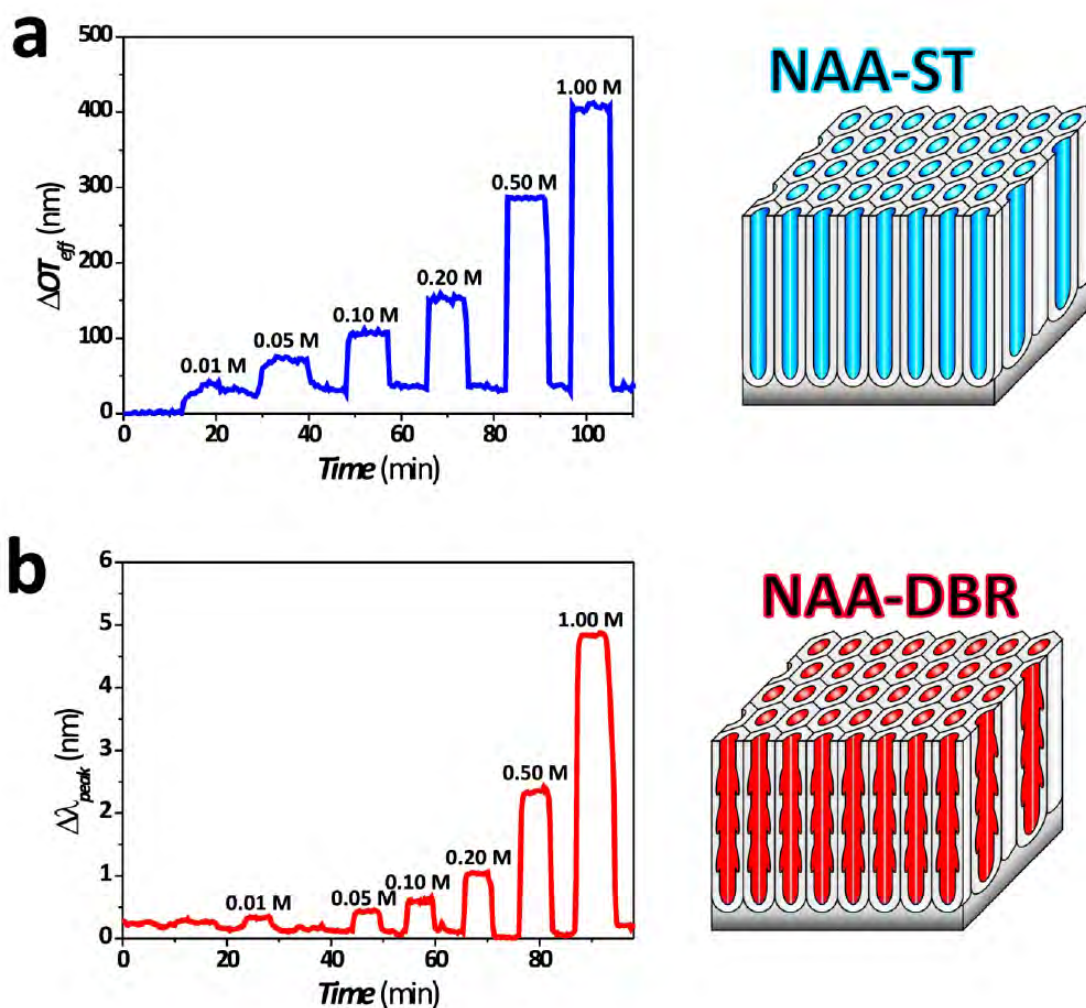 a
500
400
300
200
100
0
ΔOT_eff (nm)
0.01 M
0.05 M
0.10 M
0.20 M
0.50 M
1.00 M
0 20 40 60 80 100
Time (min)
NAA-ST
b
6
5
4
3
2
1
0
Δλ_peak (nm)
0.01 M
0.05 M
0.10 M
0.20 M
0.50 M
1.00 M
0 20 40 60 80
Time (min)
NAA-DBR